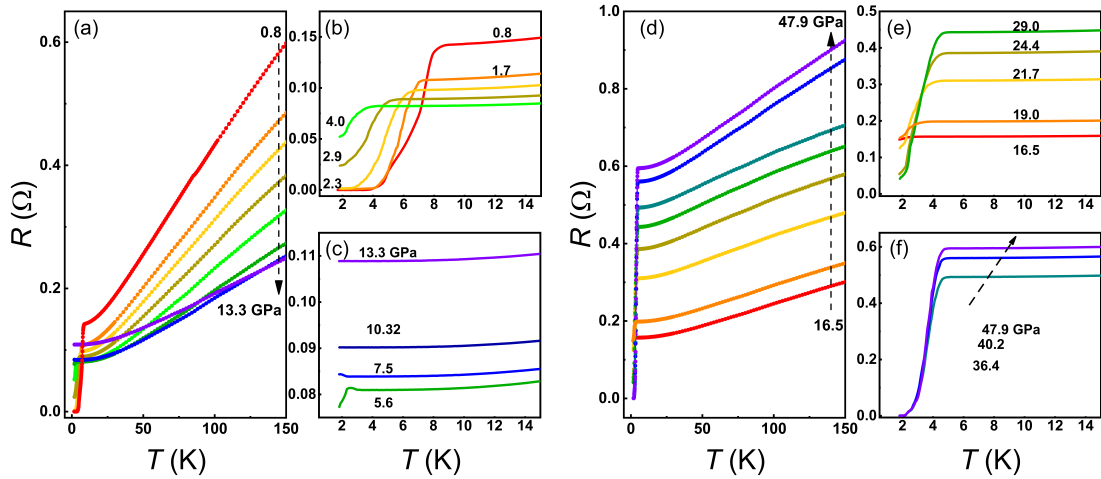 (a)
0.8
13.3 GPa
0.6
0.4
0.2
0.0
0
50
100
150
R (Ω)
T (K)
(b)
0.8
1.7
4.0
2.9
2.3
0.15
0.10
0.05
0.00
2 4 6 8 10 12 14
(c)
13.3 GPa
10.32
7.5
5.6
0.11
0.10
0.09
0.08
2 4 6 8 10 12 14
T (K)
(d)
47.9 GPa
16.5
1.0
0.8
0.6
0.4
0.2
0.0
0
50
100
150
R (Ω)
T (K)
(e)
29.0
24.4
21.7
19.0
16.5
0.5
0.4
0.3
0.2
0.1
0.0
2 4 6 8 10 12 14
(f)
47.9 GPa
40.2
36.4
0.6
0.4
0.2
0.0
2 4 6 8 10 12 14
T (K)